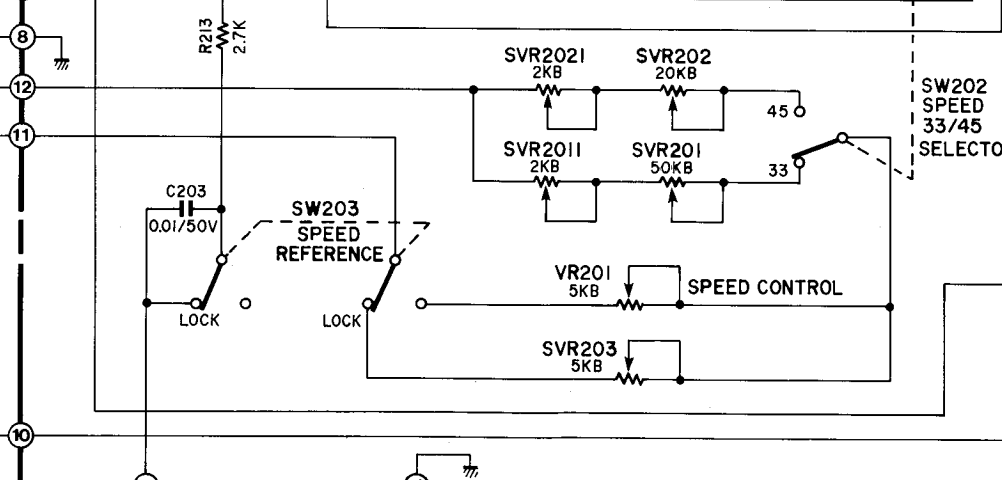 8
R213
2.7K
SVR2021
2KB
SVR202
20KB
12
SW202
SPEED
33/45
SELECTO
45
11
SVR2011
2KB
SVR201
50KB
33
C203
0.01/50V
SW203
SPEED
REFERENCE
VR201
5KB
SPEED CONTROL
LOCK
LOCK
SVR203
5KB
10